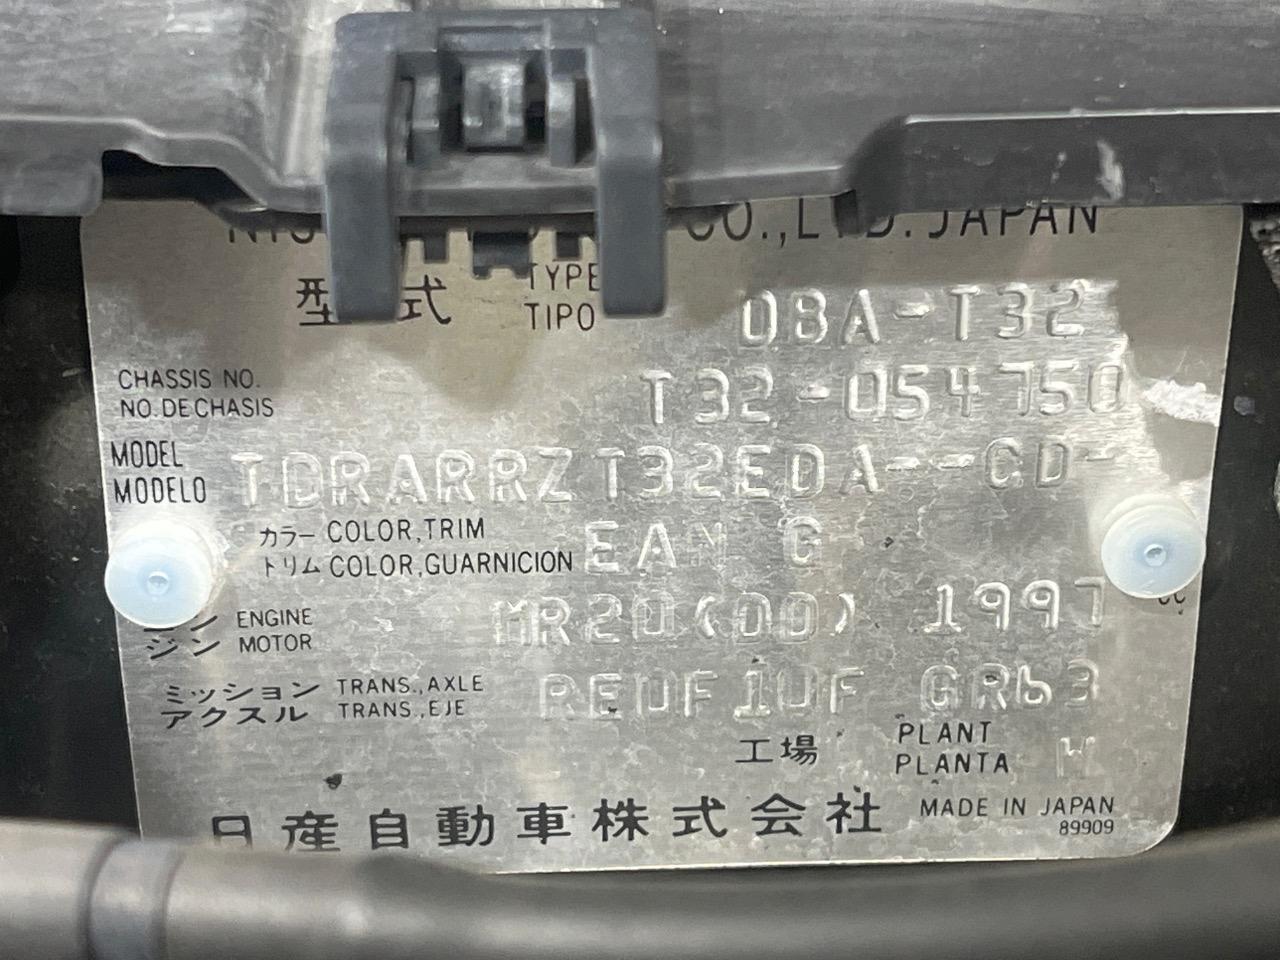 CO.,LTD. JAPAN
型式 TYPE
TIPO DBA-T32
CHASSIS NO.
NO. DE CHASIS T32-054750
MODEL
MODELO TDRARRZT32EDA--CD-
カラー COLOR, TRIM
トリム COLOR, GUARNICION EAN G
ENGINE
MOTOR MR20(DD) 1997 cc
ミッション TRANS., AXLE
アクスル TRANS., EJE RE0F10F GR63
工場 PLANT
PLANTA
日産自動車株式会社 MADE IN JAPAN
89909